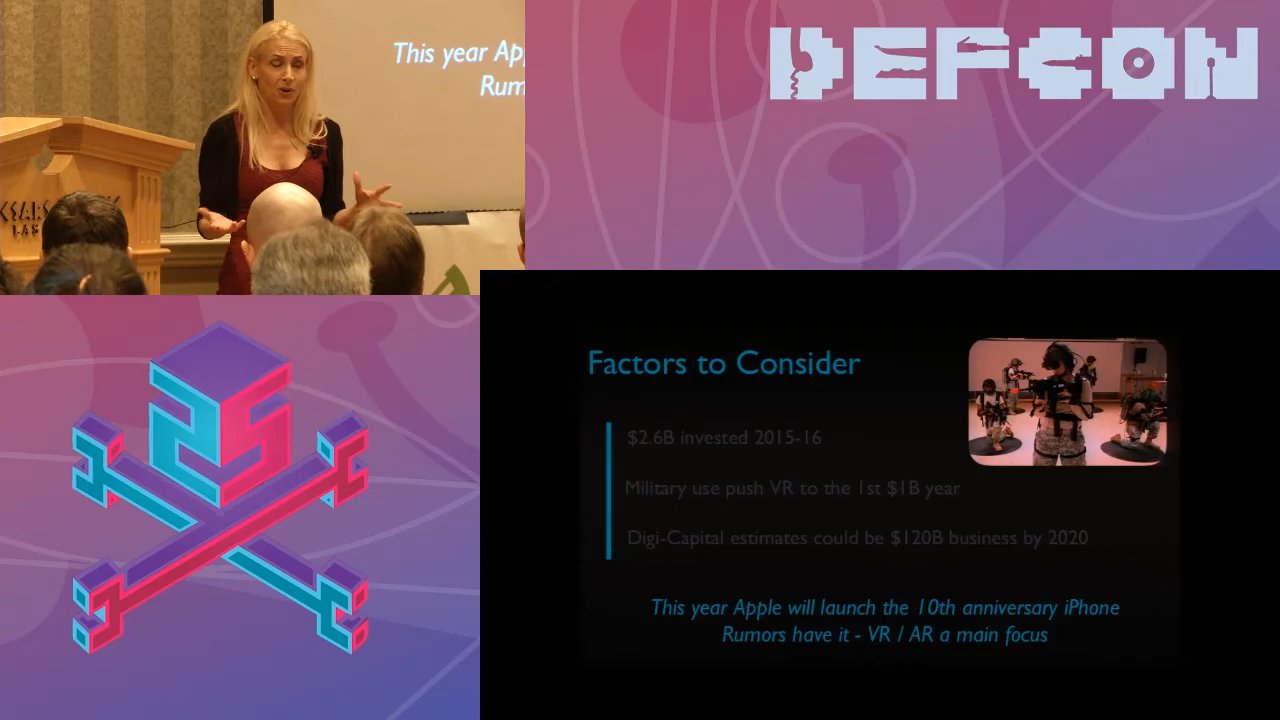 This year Ap
Rum
DEFCON
Factors to Consider
$2.6B invested 2015-16
Military use push VR to the 1st $1B year
Digi-Capital estimates could be $120B business by 2020
This year Apple will launch the 10th anniversary iPhone
Rumors have it - VR / AR a main focus